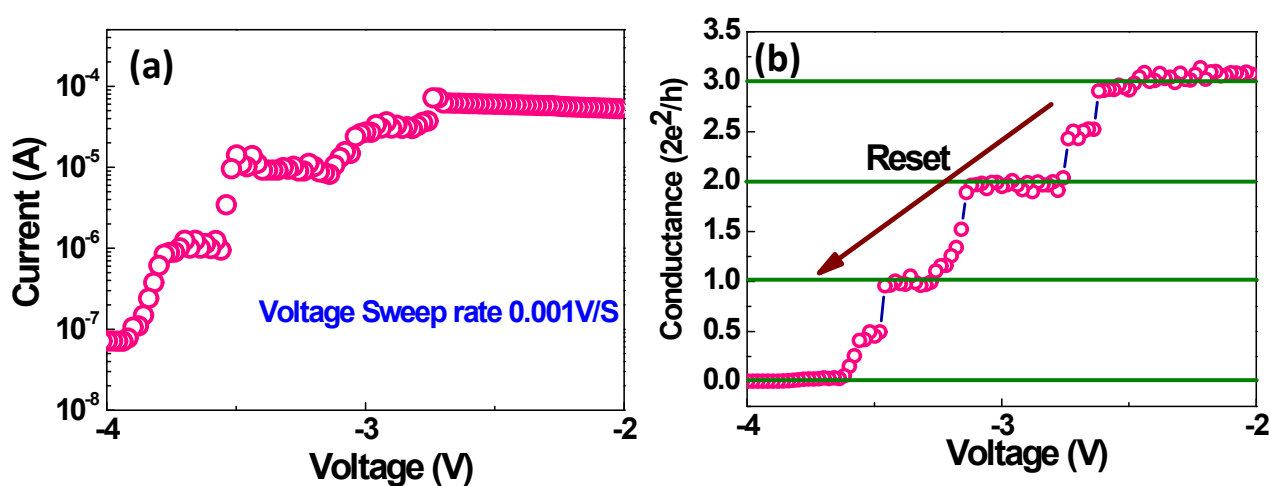 (a)
Current (A)
10⁻⁴
10⁻⁵
10⁻⁶
10⁻⁷
10⁻⁸
Voltage Sweep rate 0.001V/S
-4
-3
-2
Voltage (V)
(b)
Conductance (2e²/h)
3.5
3.0
2.5
2.0
1.5
1.0
0.5
0.0
Reset
-4
-3
-2
Voltage (V)